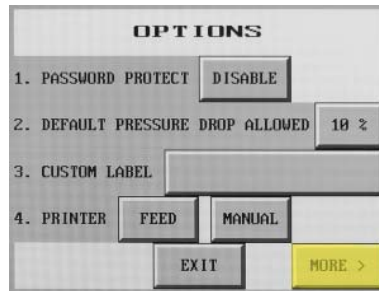 OPTIONS
1. PASSWORD PROTECT DISABLE
2. DEFAULT PRESSURE DROP ALLOWED 10 %
3. CUSTOM LABEL
4. PRINTER FEED MANUAL
EXIT MORE >